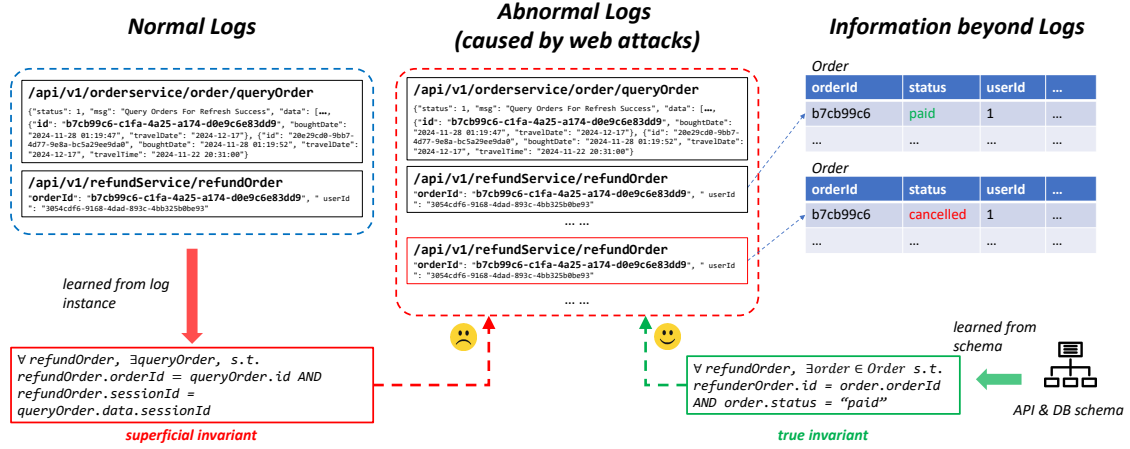 Normal Logs
/api/v1/orderservice/order/queryOrder
{"status": 1, "msg": "Query Orders For Refresh Success", "data": […,
{"id": "b7cb99c6-c1fa-4a25-a174-d0e9c6e83dd9", "boughtDate":
"2024-11-28 01:19:47", "travelDate": "2024-12-17"}, {"id": "20e29cd0-9bb7-
4d77-9e8a-bc5a29ee9da0", "boughtDate": "2024-11-28 01:19:52", "travelDate":
"2024-12-17", "travelTime": "2024-11-22 20:31:00"}
/api/v1/refundService/refundOrder
"orderId": "b7cb99c6-c1fa-4a25-a174-d0e9c6e83dd9", " userId
": "3054cdf6-9168-4dad-893c-4bb325b0be93"
learned from log
instance
∀ refundOrder, ∃queryOrder, s.t.
refundOrder.orderId = queryOrder.id AND
refundOrder.sessionId =
queryOrder.data.sessionId
superficial invariant
Abnormal Logs
(caused by web attacks)
/api/v1/orderservice/order/queryOrder
{"status": 1, "msg": "Query Orders For Refresh Success", "data": […,
{"id": "b7cb99c6-c1fa-4a25-a174-d0e9c6e83dd9", "boughtDate":
"2024-11-28 01:19:47", "travelDate": "2024-12-17"}, {"id": "20e29cd0-9bb7-
4d77-9e8a-bc5a29ee9da0", "boughtDate": "2024-11-28 01:19:52", "travelDate":
"2024-12-17", "travelTime": "2024-11-22 20:31:00"}
/api/v1/refundService/refundOrder
"orderId": "b7cb99c6-c1fa-4a25-a174-d0e9c6e83dd9", " userId
": "3054cdf6-9168-4dad-893c-4bb325b0be93"
… …
/api/v1/refundService/refundOrder
"orderId": "b7cb99c6-c1fa-4a25-a174-d0e9c6e83dd9", " userId
": "3054cdf6-9168-4dad-893c-4bb325b0be93"
… …
Information beyond Logs
Order
orderId status userId …
b7cb99c6 paid 1 …
… … … …
Order
orderId status userId …
b7cb99c6 cancelled 1 …
… … … …
learned from
schema
API & DB schema
∀ refundOrder, ∃order ∈ Order s.t.
refunderOrder.id = order.orderId
AND order.status = “paid”
true invariant